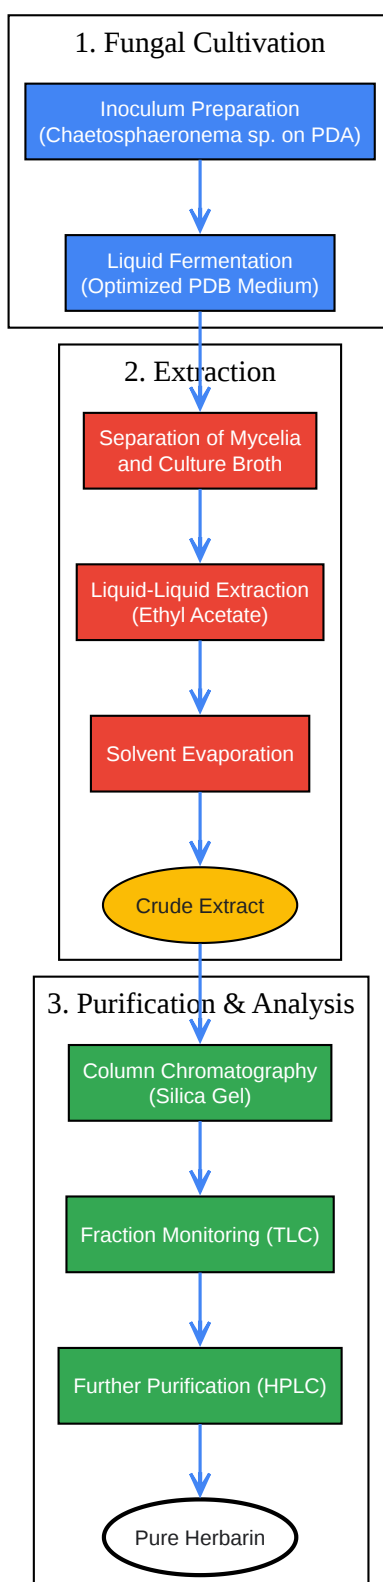 1. Fungal Cultivation
Inoculum Preparation
(Chaetosphaeronema sp. on PDA)
Liquid Fermentation
(Optimized PDB Medium)
2. Extraction
Separation of Mycelia
and Culture Broth
Liquid-Liquid Extraction
(Ethyl Acetate)
Solvent Evaporation
Crude Extract
3. Purification & Analysis
Column Chromatography
(Silica Gel)
Fraction Monitoring (TLC)
Further Purification (HPLC)
Pure Herbarin